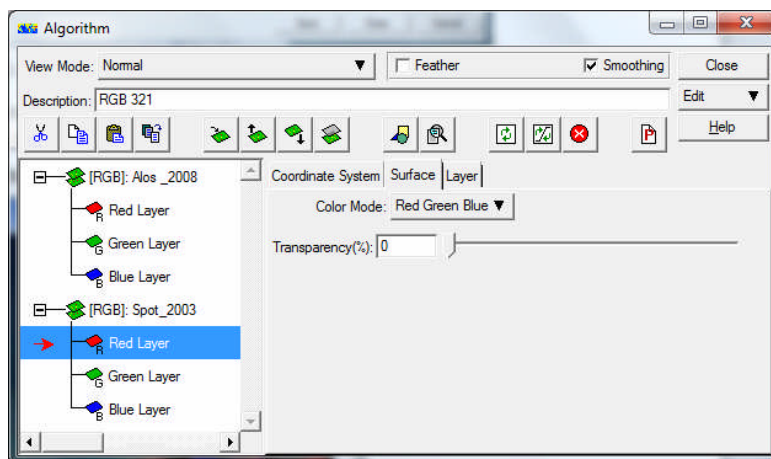 Algorithm
View Mode: Normal Feather Smoothing Close
Description: RGB 321 Edit
Help
Coordinate System Surface Layer
[RGB]: Alos _2008
Red Layer
Green Layer
Blue Layer
[RGB]: Spot _2003
Red Layer
Green Layer
Blue Layer
Color Mode: Red Green Blue
Transparency(%): 0
R
G
B
R
G
B
P